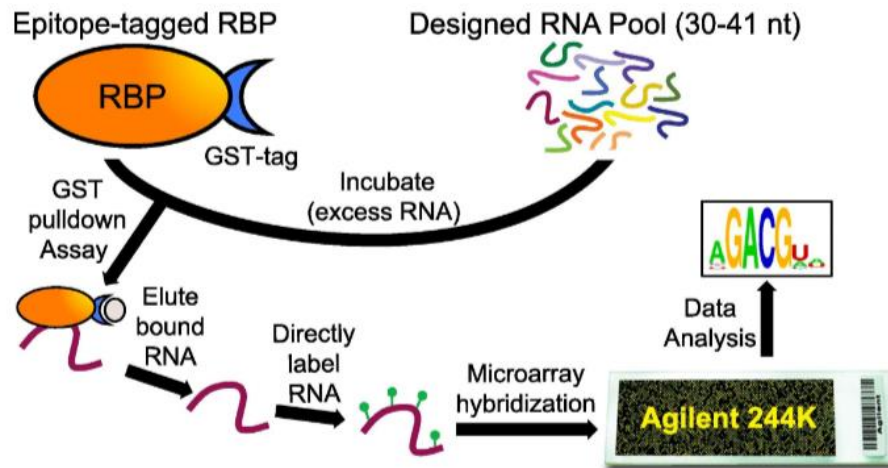 Epitope-tagged RBP
Designed RNA Pool (30-41 nt)
RBP
GST-tag
GST
pulldown
Assay
Incubate
(excess RNA)
Elute
bound
RNA
Directly
label
RNA
Microarray
hybridization
Data
Analysis
AGACGU
Agilent 244K
Agilent